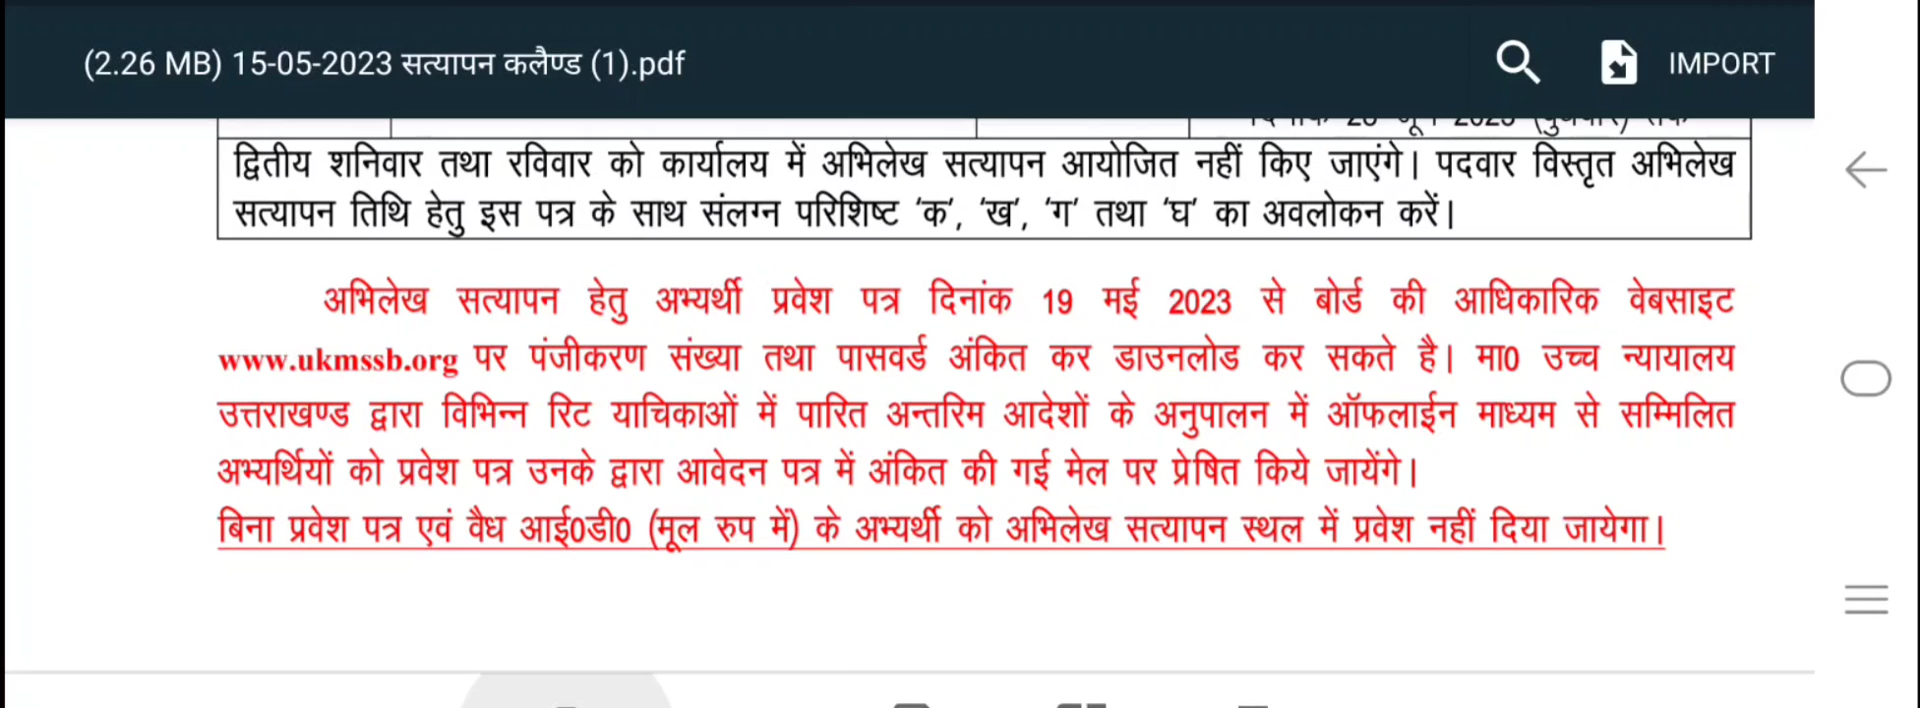 (2.26 MB) 15-05-2023 सत्यापन कलैण्ड (1).pdf
IMPORT
द्वितीय शनिवार तथा रविवार को कार्यालय में अभिलेख सत्यापन आयोजित नहीं किए जाएंगे। पदवार विस्तृत अभिलेख
सत्यापन तिथि हेतु इस पत्र के साथ संलग्न परिशिष्ट ‘क’, ‘ख’, ‘ग’ तथा ‘घ’ का अवलोकन करें।
अभिलेख सत्यापन हेतु अभ्यर्थी प्रवेश पत्र दिनांक 19 मई 2023 से बोर्ड की आधिकारिक वेबसाइट
www.ukmssb.org पर पंजीकरण संख्या तथा पासवर्ड अंकित कर डाउनलोड कर सकते है। मा0 उच्च न्यायालय
उत्तराखण्ड द्वारा विभिन्न रिट याचिकाओं में पारित अन्तरिम आदेशों के अनुपालन में ऑफलाईन माध्यम से सम्मिलित
अभ्यर्थियों को प्रवेश पत्र उनके द्वारा आवेदन पत्र में अंकित की गई मेल पर प्रेषित किये जायेंगे।
बिना प्रवेश पत्र एवं वैध आई0डी0 (मूल रुप में) के अभ्यर्थी को अभिलेख सत्यापन स्थल में प्रवेश नहीं दिया जायेगा।